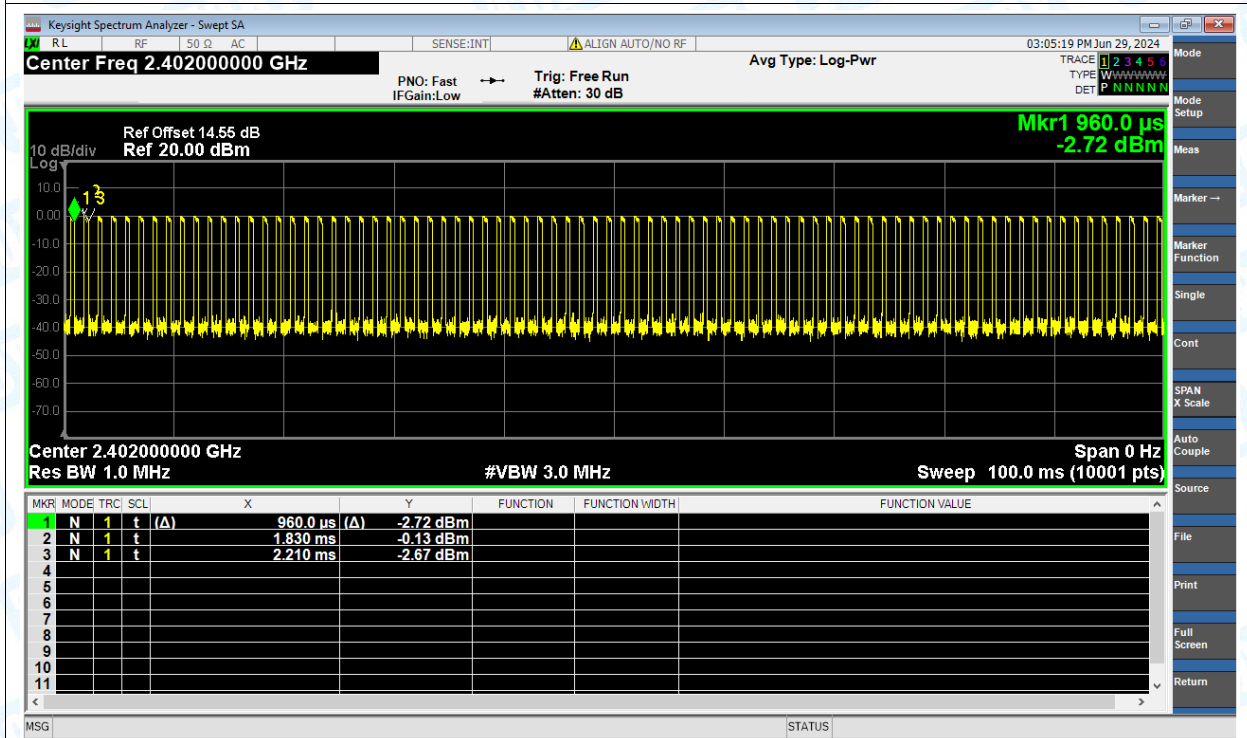 Keysight Spectrum Analyzer - Swept SA
LXI RL RF 50 Ω AC SENSE:INT ALIGN AUTO/NO RF 03:05:19 PM Jun 29, 2024
Center Freq 2.402000000 GHz
PNO: Fast
IFGain:Low
Trig: Free Run
#Atten: 30 dB
Avg Type: Log-Pwr
TRACE 1 2 3 4 5 6
TYPE WWWWWW
DET P N N N N N
Ref Offset 14.55 dB
10 dB/div Ref 20.00 dBm
Log
Mkr1 960.0 µs
-2.72 dBm
10.0
0.00
-10.0
-20.0
-30.0
-40.0
-50.0
-60.0
-70.0
1 2 3
Center 2.402000000 GHz Span 0 Hz
Res BW 1.0 MHz #VBW 3.0 MHz Sweep 100.0 ms (10001 pts)
MKR MODE TRC SCL X Y FUNCTION FUNCTION WIDTH FUNCTION VALUE
1 N 1 t (Δ) 960.0 µs (Δ) -2.72 dBm
2 N 1 t 1.830 ms -0.13 dBm
3 N 1 t 2.210 ms -2.67 dBm
4
5
6
7
8
9
10
11
MSG STATUS
Mode
Mode
Setup
Meas
Marker→
Marker
Function
Single
Cont
SPAN
X Scale
Auto
Couple
Source
File
Print
Full
Screen
Return